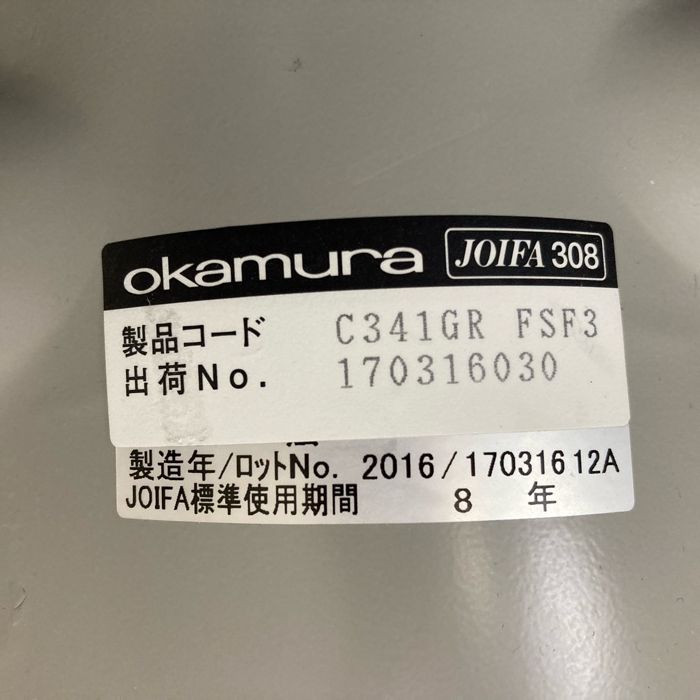 okamura JOIFA 308
製品コード C341GR FSF3
出荷No. 170316030
製造年/ロットNo. 2016/17031612A
JOIFA標準使用期間 8 年